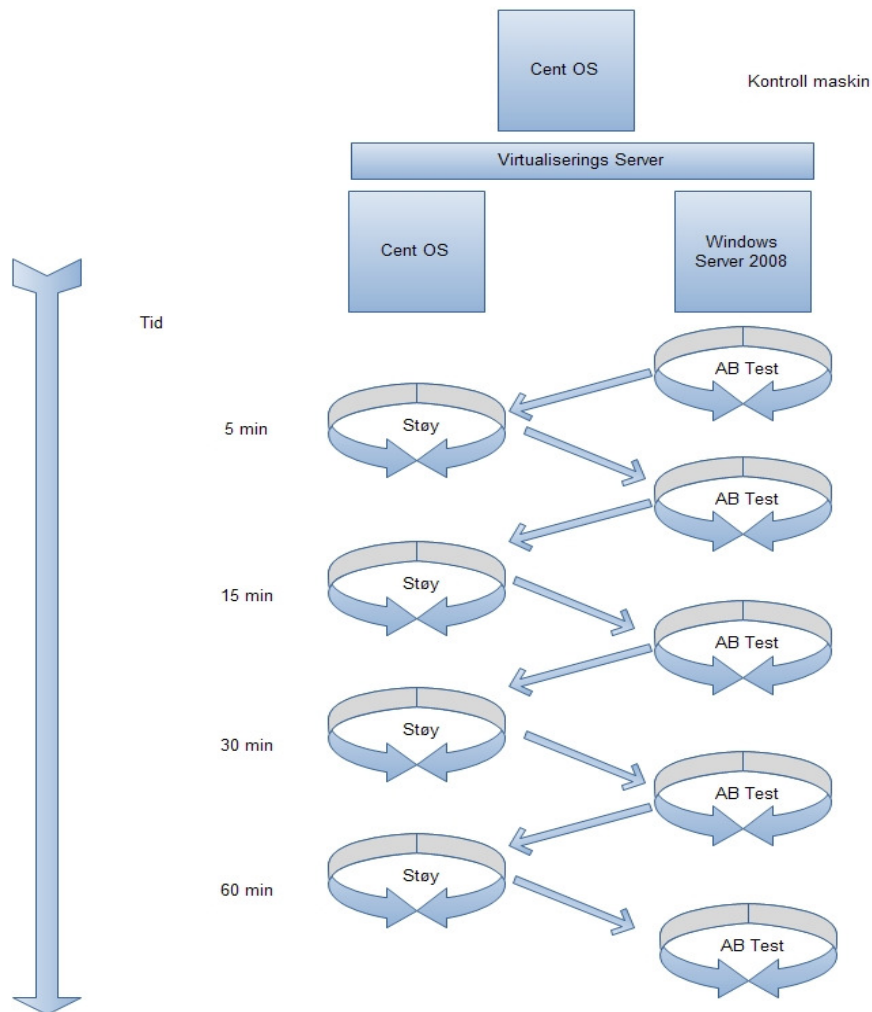 Cent OS
Kontroll maskin
Virtualiserings Server
Cent OS
Windows
Server 2008
Tid
AB Test
5 min
Støy
AB Test
15 min
Støy
AB Test
30 min
Støy
AB Test
60 min
Støy
AB Test